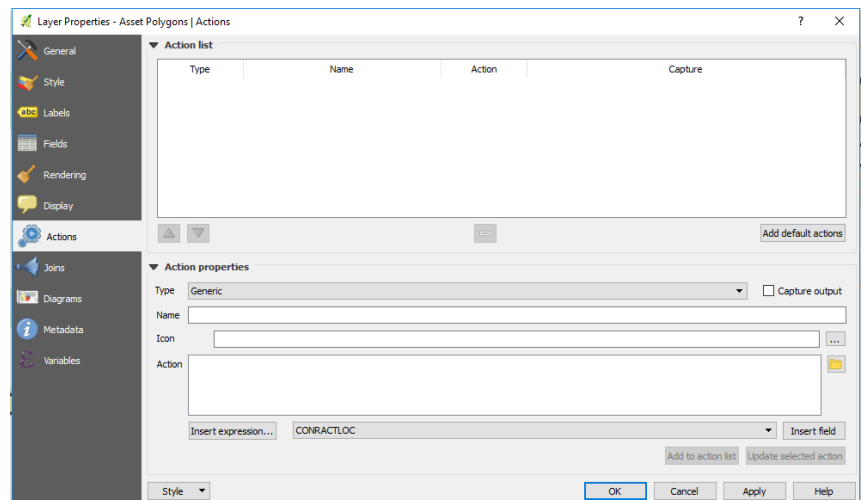 Layer Properties - Asset Polygons | Actions
?
General
Style
abc Labels
Fields
Rendering
Display
Actions
Joins
Diagrams
Metadata
Variables
Action list
Type Name Action Capture
Add default actions
Action properties
Type Generic Capture output
Name
Icon ...
Action
Insert expression... CONRACTLOC Insert field
Add to action list Update selected action
Style OK Cancel Apply Help